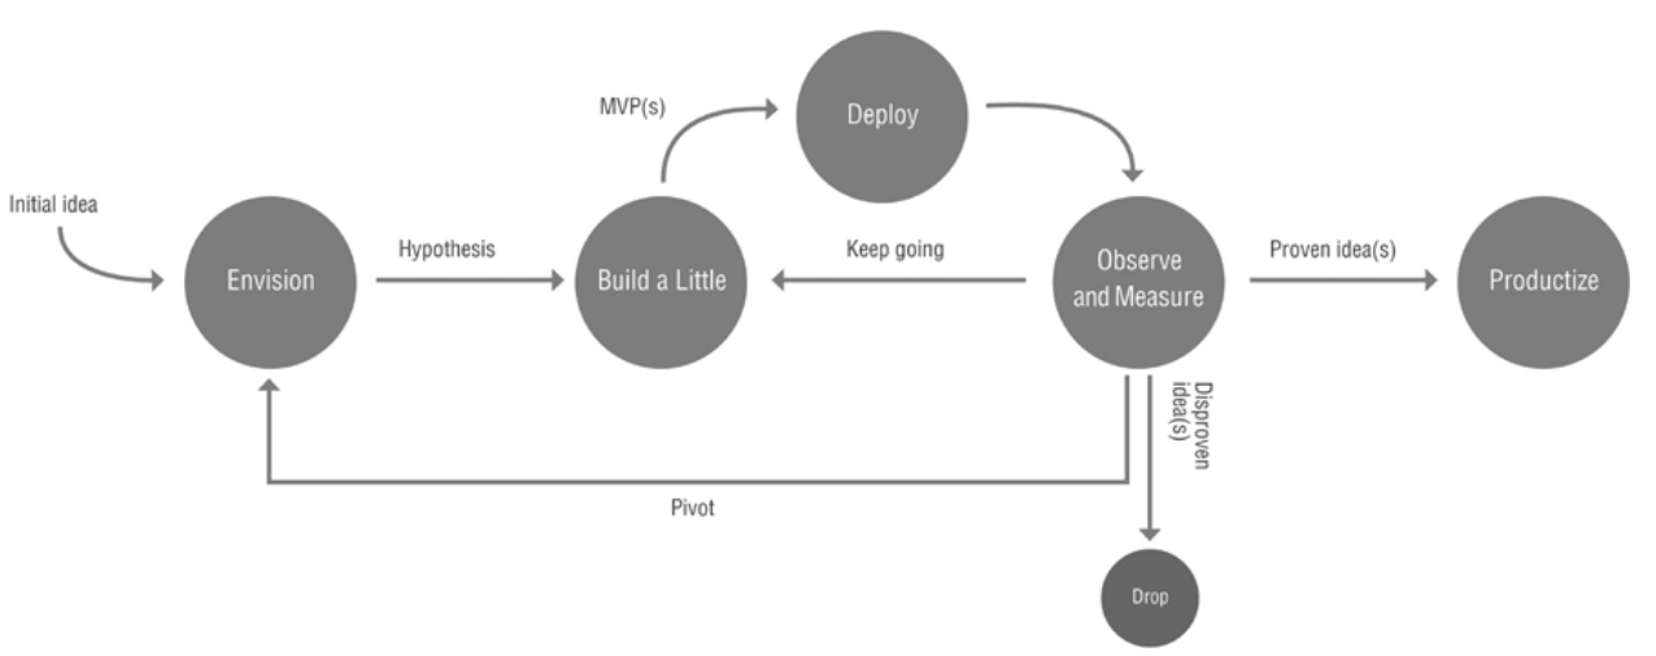 MVP(s)
Deploy
Initial idea
Envision
Hypothesis
Build a Little
Keep going
Observe
and Measure
Proven idea(s)
Productize
Disproven
idea(s)
Pivot
Drop